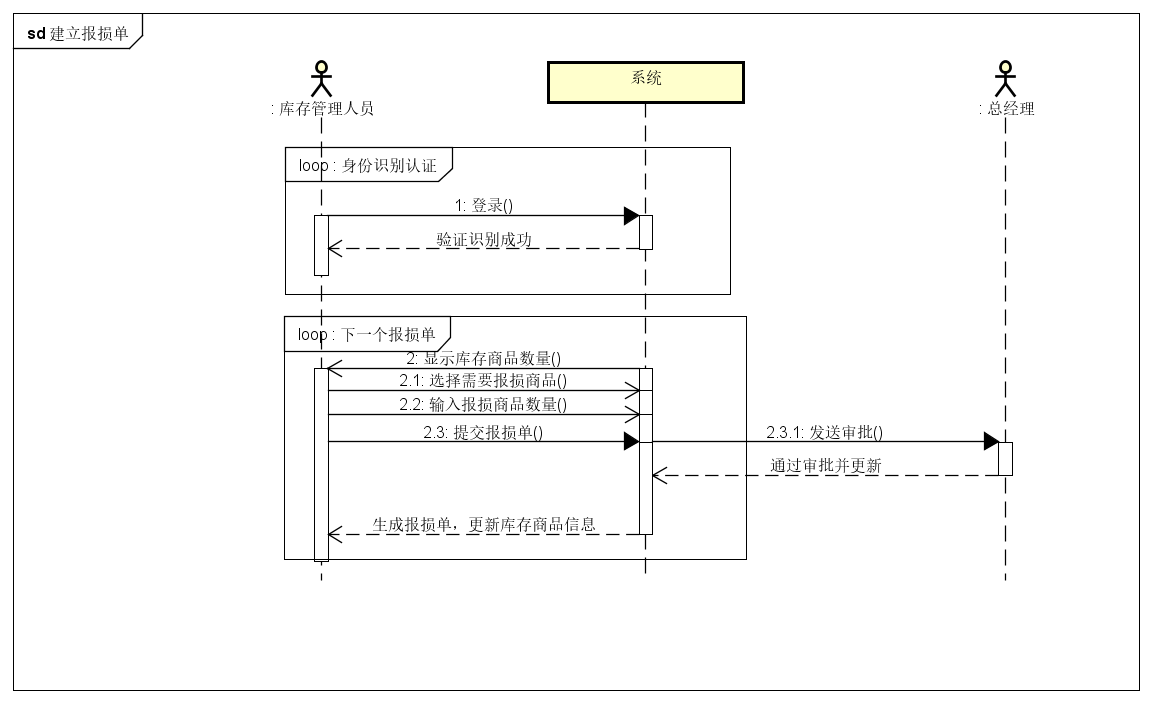 sd 建立报损单
系统
: 库存管理人员
: 总经理
loop : 身份识别认证
1: 登录()
验证识别成功
loop : 下一个报损单
2: 显示库存商品数量()
2.1: 选择需要报损商品()
2.2: 输入报损商品数量()
2.3: 提交报损单()
2.3.1: 发送审批()
通过审批并更新
生成报损单，更新库存商品信息